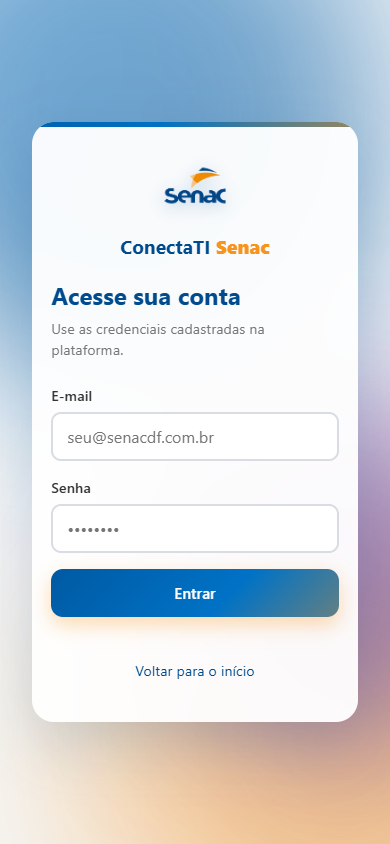 Senac
ConectaTI Senac
Acesse sua conta
Use as credenciais cadastradas na
plataforma.
E-mail
seu@senacdf.com.br
Senha
••••••••
Entrar
Voltar para o início